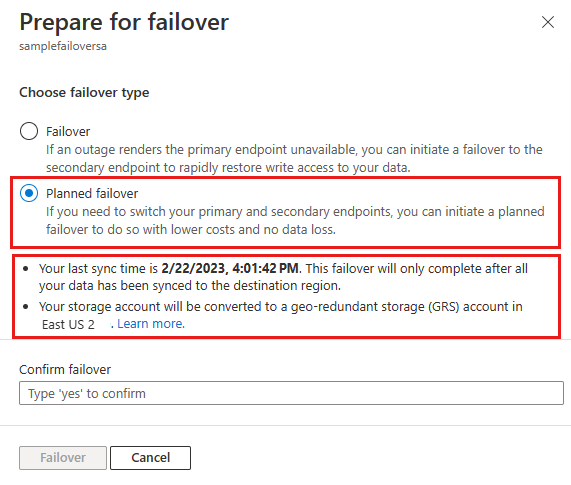 Prepare for failover
samplefailoversa
Choose failover type
Failover
If an outage renders the primary endpoint unavailable, you can initiate a failover to the
secondary endpoint to rapidly restore write access to your data.
Planned failover
If you need to switch your primary and secondary endpoints, you can initiate a planned
failover to do so with lower costs and no data loss.
• Your last sync time is 2/22/2023, 4:01:42 PM. This failover will only complete after all
your data has been synced to the destination region.
• Your storage account will be converted to a geo-redundant storage (GRS) account in
East US 2 . Learn more.
Confirm failover
Type 'yes' to confirm
Failover
Cancel